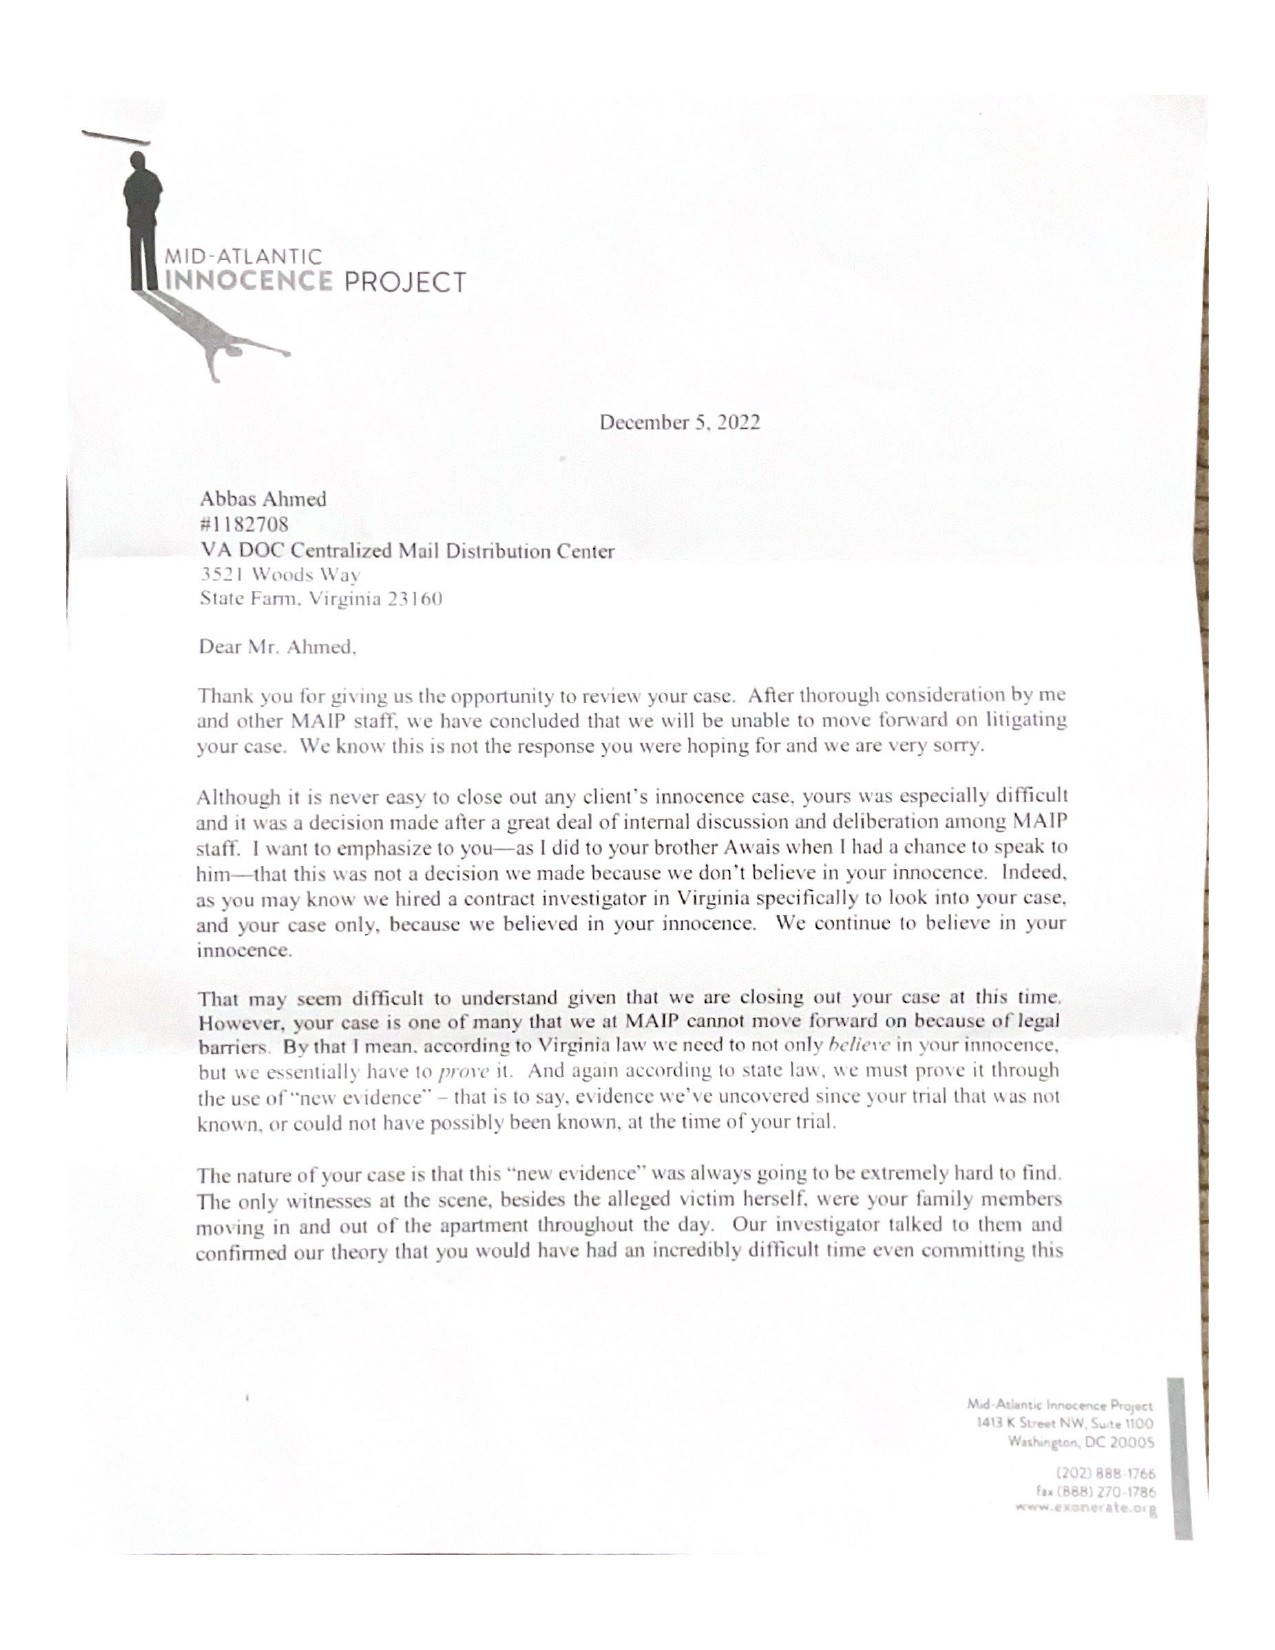 MID-ATLANTIC
INNOCENCE PROJECT
December 5, 2022
Abbas Ahmed
#1182708
VA DOC Centralized Mail Distribution Center
3521 Woods Way
State Farm, Virginia 23160
Dear Mr. Ahmed,
Thank you for giving us the opportunity to review your case. After thorough consideration by me
and other MAIP staff, we have concluded that we will be unable to move forward on litigating
your case. We know this is not the response you were hoping for and we are very sorry.
Although it is never easy to close out any client's innocence case, yours was especially difficult
and it was a decision made after a great deal of internal discussion and deliberation among MAIP
staff. I want to emphasize to you—as I did to your brother Awais when I had a chance to speak to
him—that this was not a decision we made because we don't believe in your innocence. Indeed,
as you may know we hired a contract investigator in Virginia specifically to look into your case,
and your case only, because we believed in your innocence. We continue to believe in your
innocence.
That may seem difficult to understand given that we are closing out your case at this time.
However, your case is one of many that we at MAIP cannot move forward on because of legal
barriers. By that I mean, according to Virginia law we need to not only believe in your innocence,
but we essentially have to prove it. And again according to state law, we must prove it through
the use of "new evidence" – that is to say, evidence we've uncovered since your trial that was not
known, or could not have possibly been known, at the time of your trial.
The nature of your case is that this "new evidence" was always going to be extremely hard to find.
The only witnesses at the scene, besides the alleged victim herself, were your family members
moving in and out of the apartment throughout the day. Our investigator talked to them and
confirmed our theory that you would have had an incredibly difficult time even committing this
Mid-Atlantic Innocence Project
1413 K Street NW, Suite 1100
Washington, DC 20005
(202) 888-1766
fax (888) 270-1786
www.exonerate.org